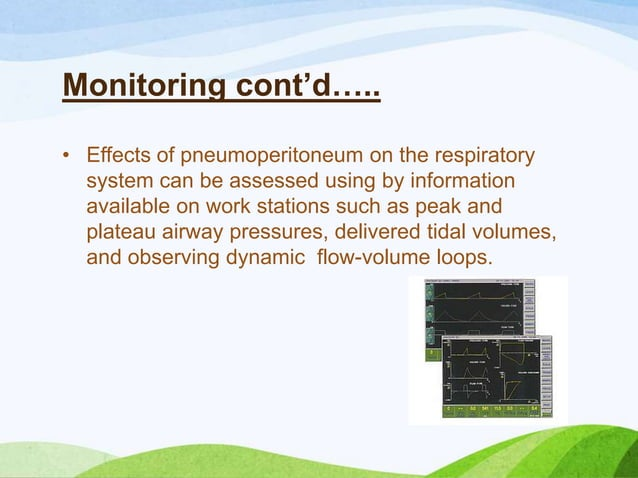 Monitoring cont’d…..
• Effects of pneumoperitoneum on the respiratory
system can be assessed using by information
available on work stations such as peak and
plateau airway pressures, delivered tidal volumes,
and observing dynamic  flow-volume loops.